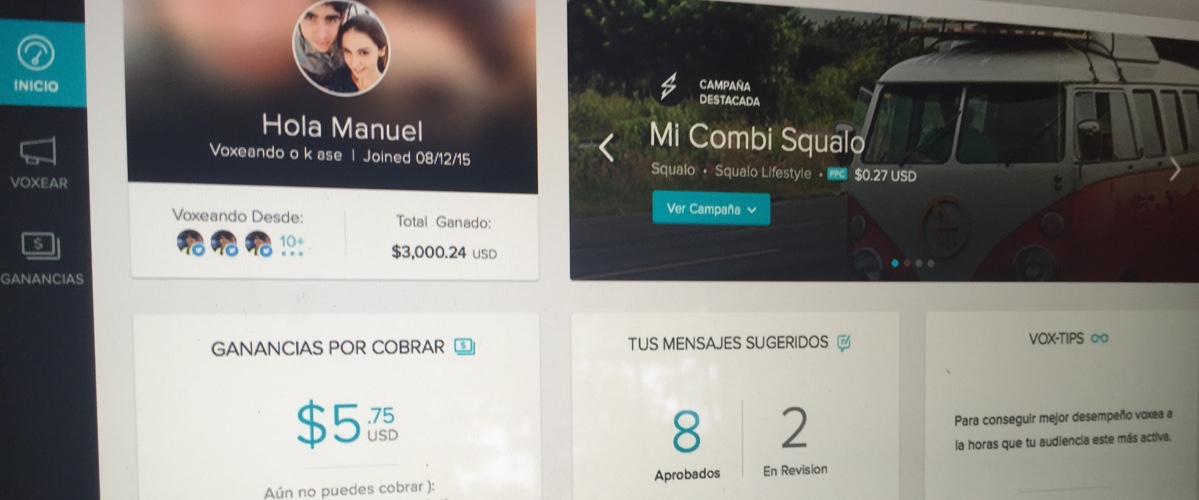 INICIO
VOXEAR
GANANCIAS
Hola Manuel
Voxeando o k ase | Joined 08/12/15
Voxeando Desde:
10+
Total Ganado:
$3,000.24 USD
CAMPAÑA
DESTACADA
Mi Combi Squalo
Squalo • Squalo Lifestyle • PPC $0.27 USD
Ver Campaña
GANANCIAS POR COBRAR
$5.75
USD
Aún no puedes cobrar ):
TUS MENSAJES SUGERIDOS
8
Aprobados
2
En Revision
VOX-TIPS
Para conseguir mejor desempeño voxea a
la horas que tu audiencia este más activa.